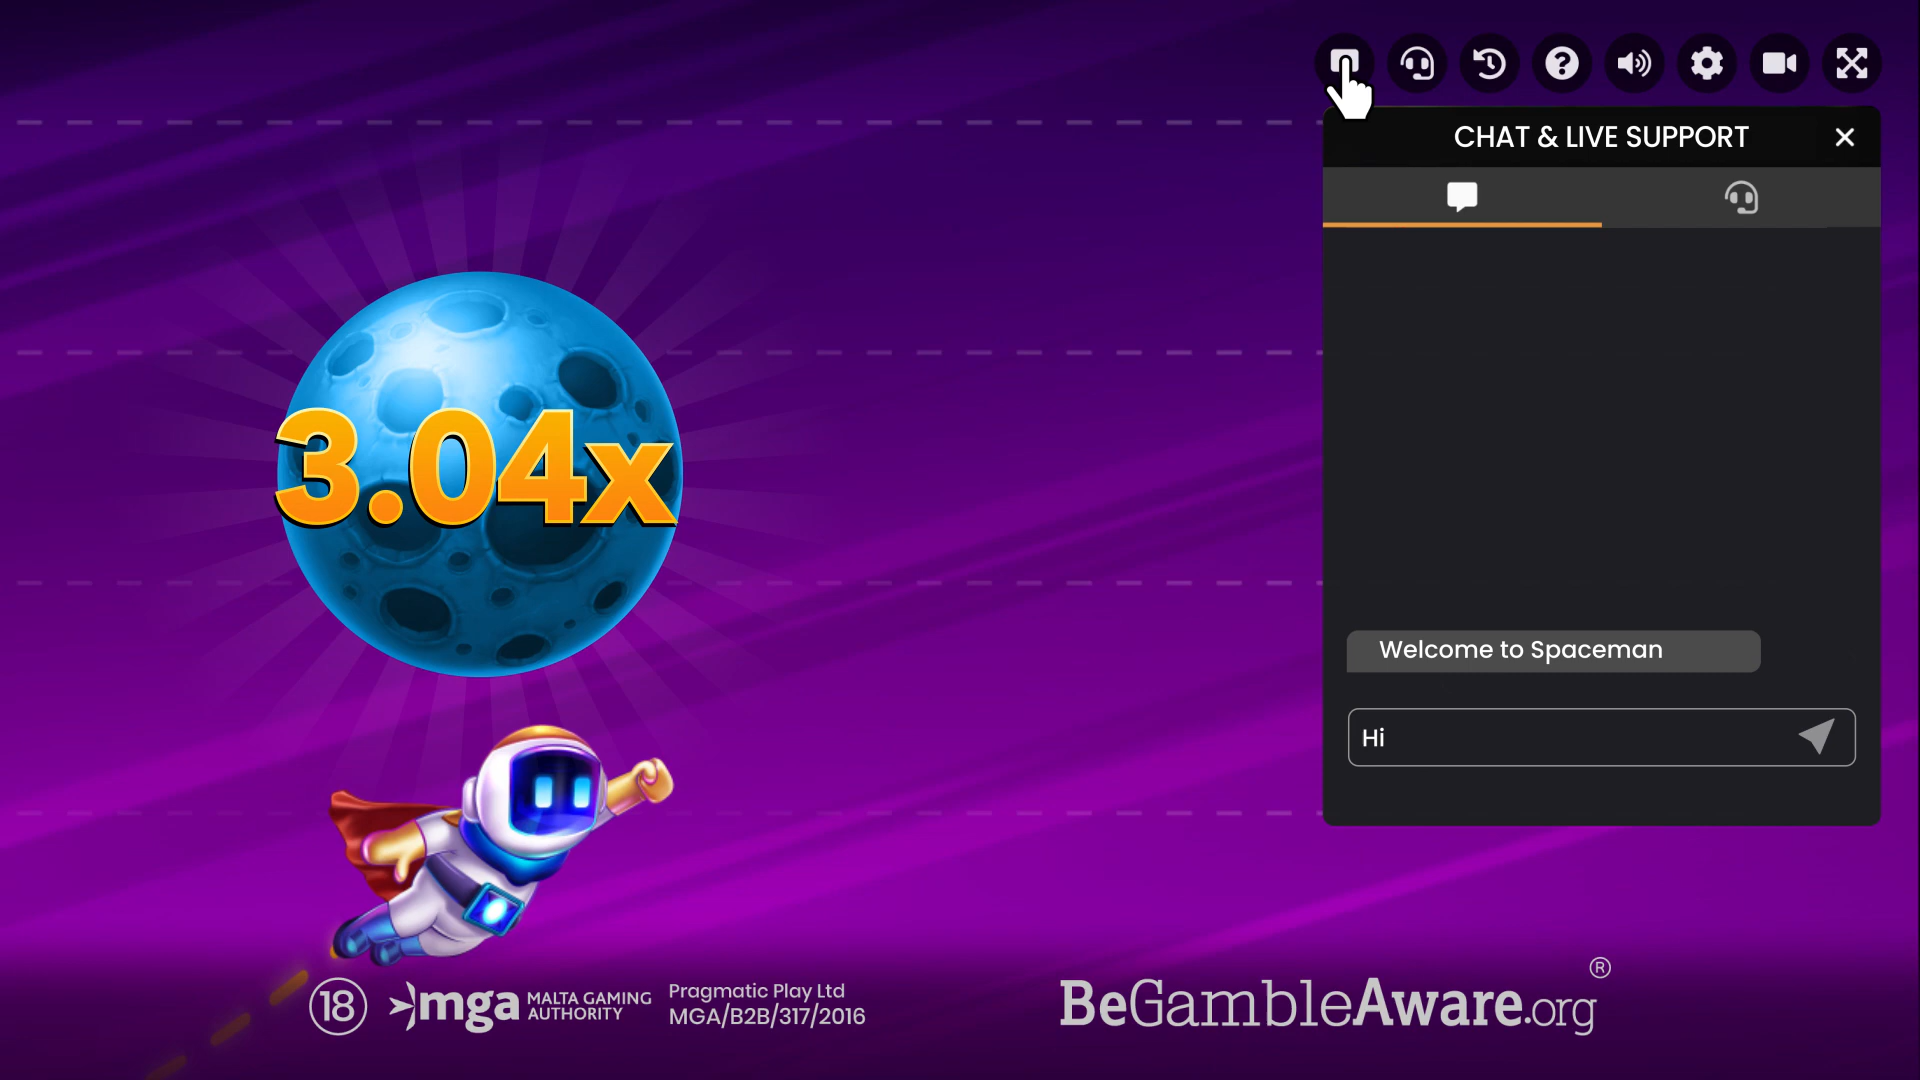 CHAT & LIVE SUPPORT
3.04x
Welcome to Spaceman
Hi
18
mga MALTA GAMING AUTHORITY
Pragmatic Play Ltd
MGA/B2B/317/2016
BeGambleAware.org®